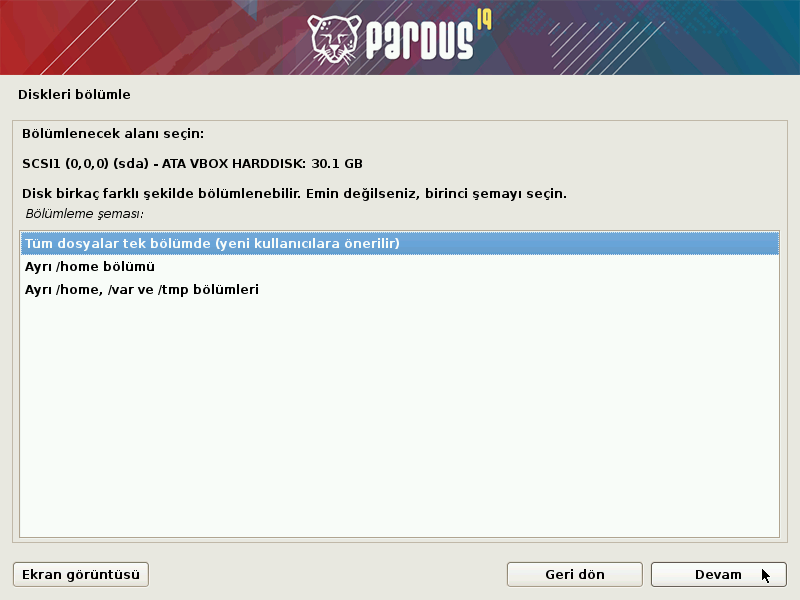 pardus 19
Diskleri bölümle
Bölümlenecek alanı seçin:
SCSI1 (0,0,0) (sda) - ATA VBOX HARDDISK: 30.1 GB
Disk birkaç farklı şekilde bölümlenebilir. Emin değilseniz, birinci şemayı seçin.
Bölümleme şeması:
Tüm dosyalar tek bölümde (yeni kullanıcılara önerilir)
Ayrı /home bölümü
Ayrı /home, /var ve /tmp bölümleri
Ekran görüntüsü
Geri dön
Devam